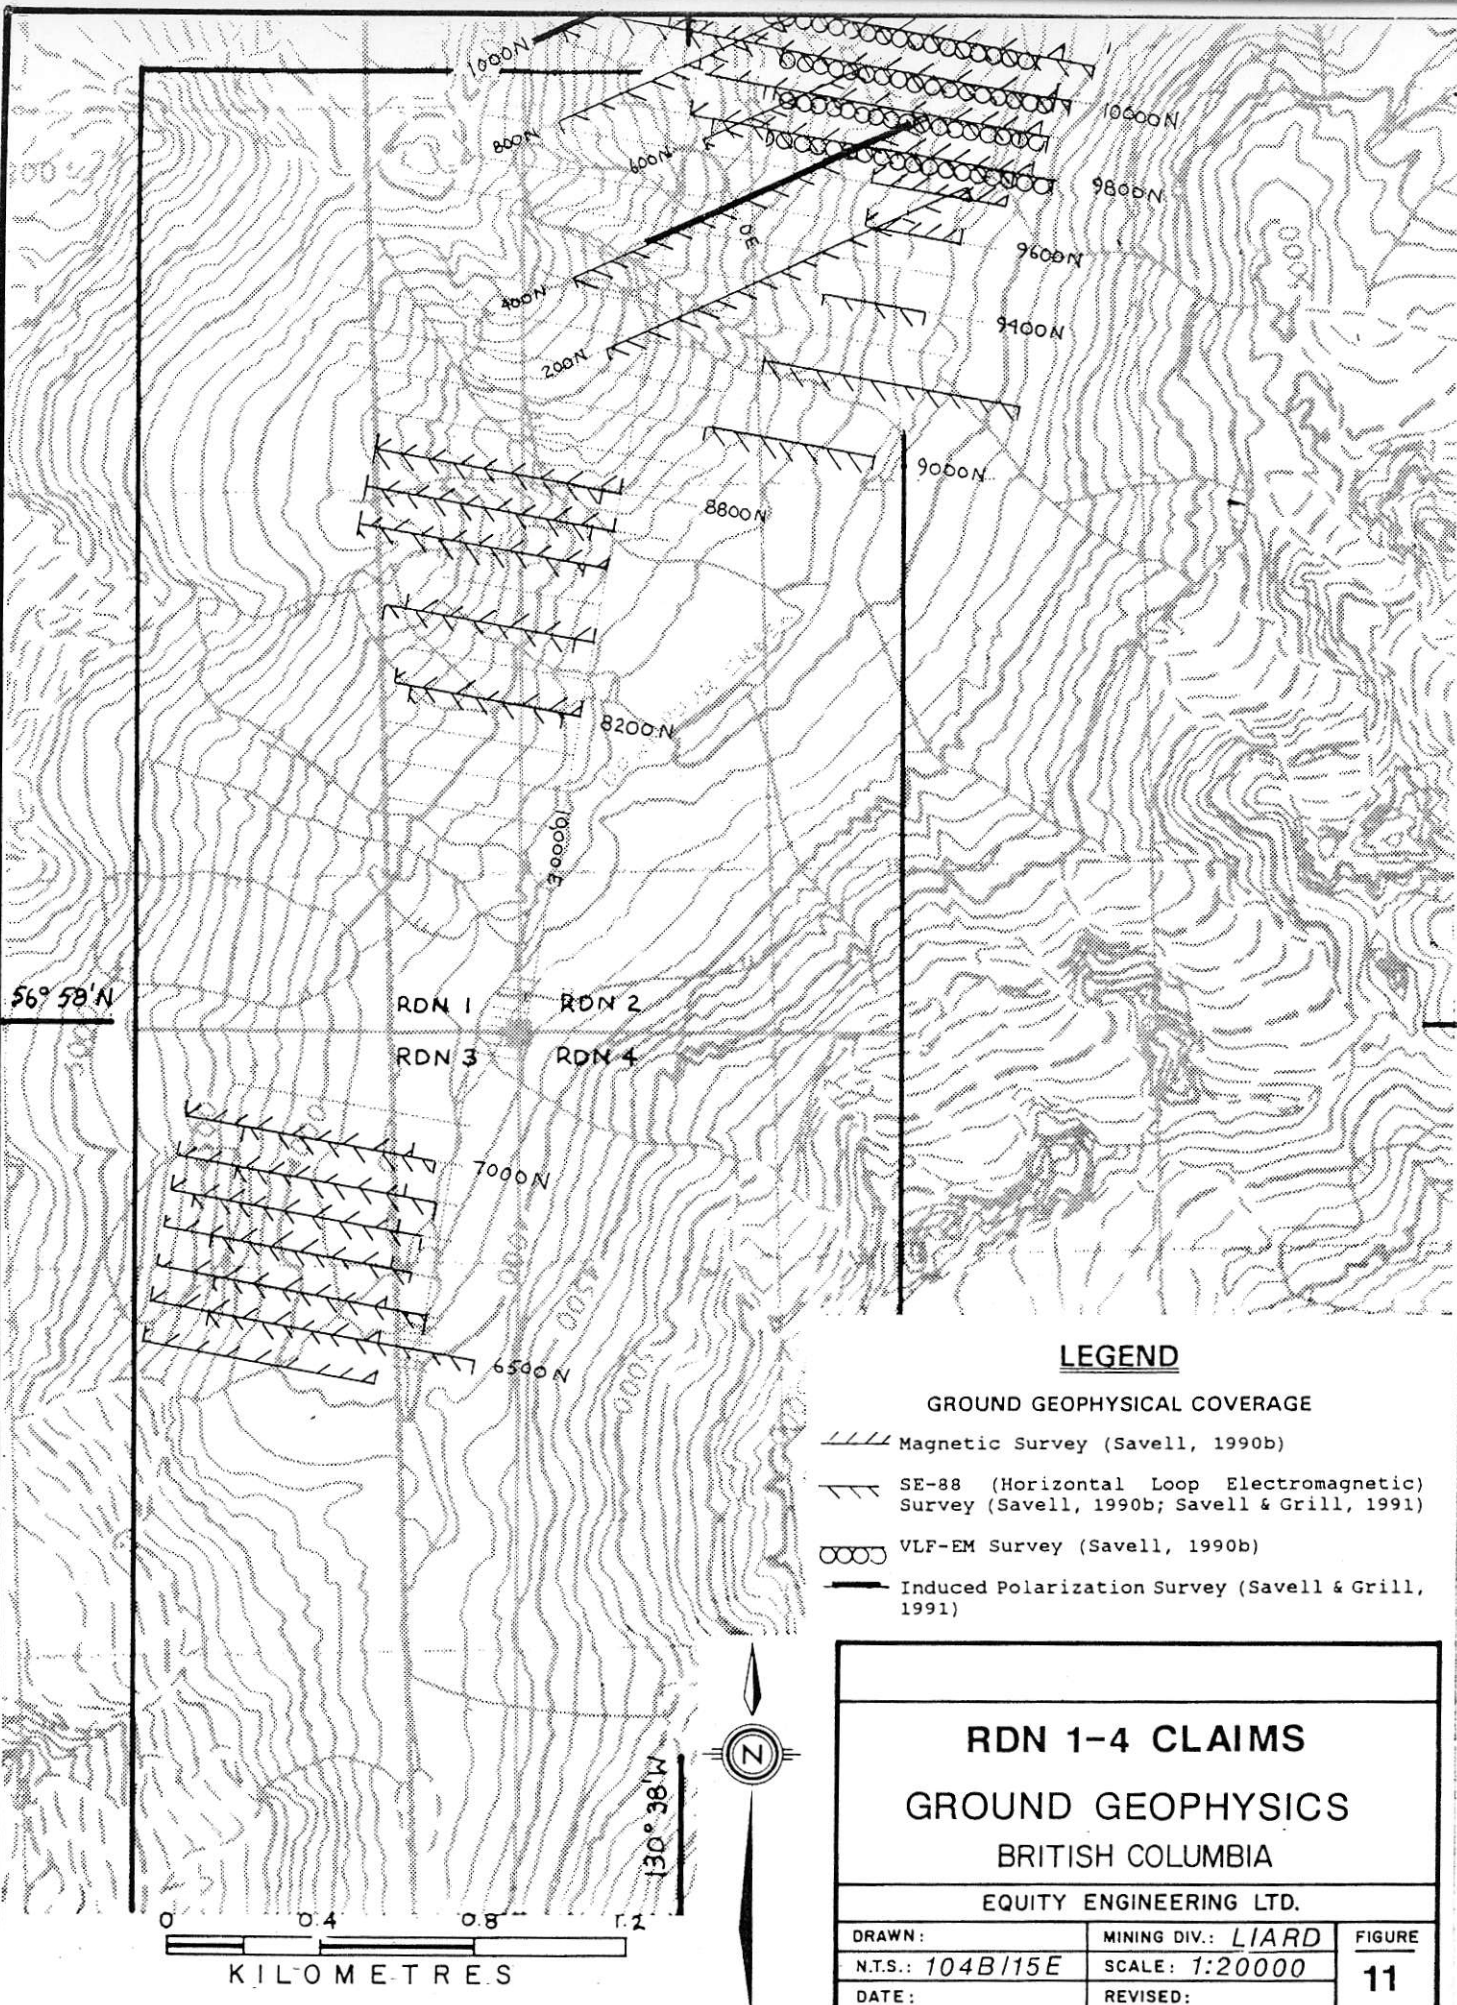 1000N
800N
600N
400N
200N
0E
10000N
9800N
9600N
9400N
9000N
8800N
8200N
10000E
56° 58'N
RDN 1 RDN 2
RDN 3 RDN 4
7000N
6500N
4500
LEGEND
GROUND GEOPHYSICAL COVERAGE
Magnetic Survey (Savell, 1990b)
SE-88 (Horizontal Loop Electromagnetic)
Survey (Savell, 1990b; Savell & Grill, 1991)
VLF-EM Survey (Savell, 1990b)
Induced Polarization Survey (Savell & Grill,
1991)
130° 38'W
N
0 0.4 0.8 1.2
KILOMETRES
RDN 1-4 CLAIMS
GROUND GEOPHYSICS
BRITISH COLUMBIA
EQUITY ENGINEERING LTD.
DRAWN: MINING DIV.: LIARD FIGURE
N.T.S.: 104B/15E SCALE: 1:20000 11
DATE: REVISED: